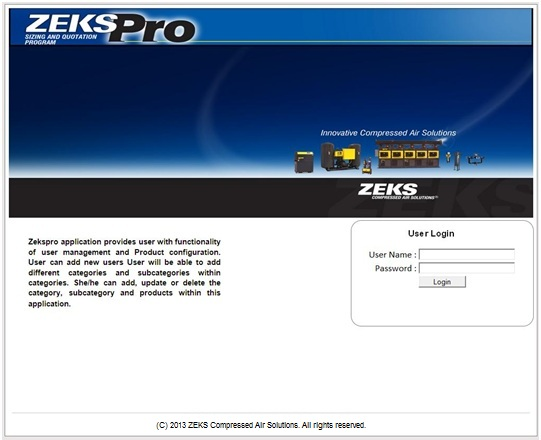 ZEKSPro
SIZING AND QUOTATION
PROGRAM
Innovative Compressed Air Solutions
ZEKS
COMPRESSED AIR SOLUTIONS™
ZEKS
User Login
Zekspro application provides user with functionality
of user management and Product configuration.
User can add new users User will be able to add
different categories and subcategories within
categories. She/he can add, update or delete the
category, subcategory and products within this
application.
User Name :
Password :
Login
(C) 2013 ZEKS Compressed Air Solutions. All rights reserved.